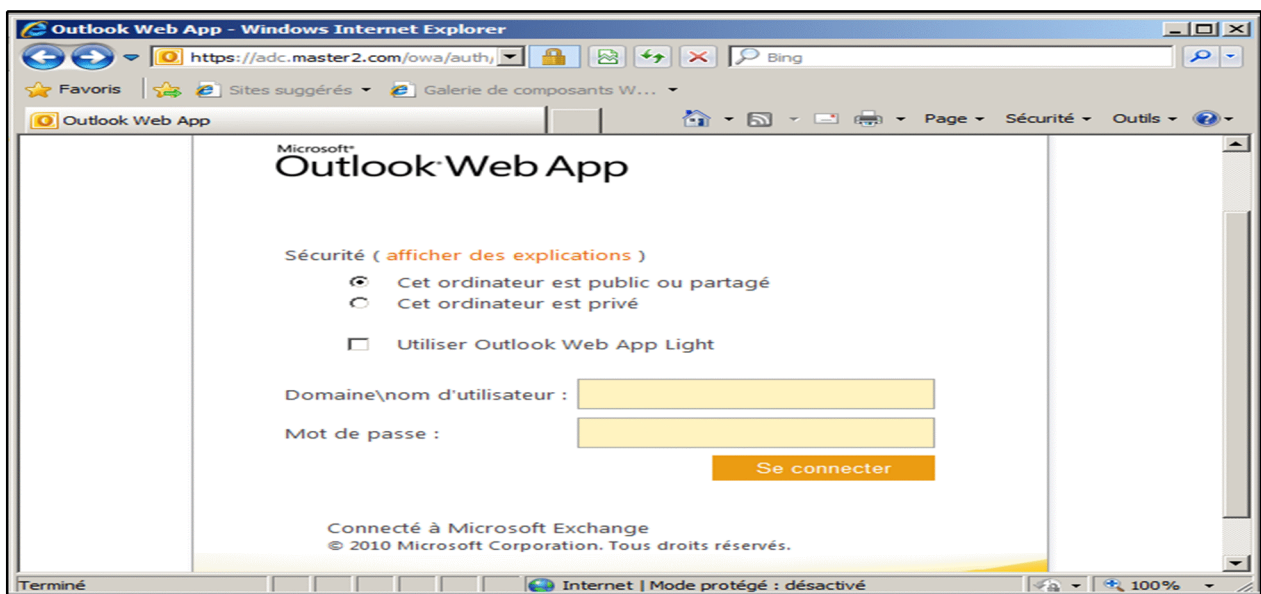 Outlook Web App - Windows Internet Explorer
https://adc.master2.com/owa/auth/
Bing
Favoris
Sites suggérés
Galerie de composants W...
Outlook Web App
Page
Sécurité
Outils
Microsoft
Outlook Web App
Sécurité ( afficher des explications )
Cet ordinateur est public ou partagé
Cet ordinateur est privé
Utiliser Outlook Web App Light
Domaine\nom d'utilisateur :
Mot de passe :
Se connecter
Connecté à Microsoft Exchange
© 2010 Microsoft Corporation. Tous droits réservés.
Terminé
Internet | Mode protégé : désactivé
100%